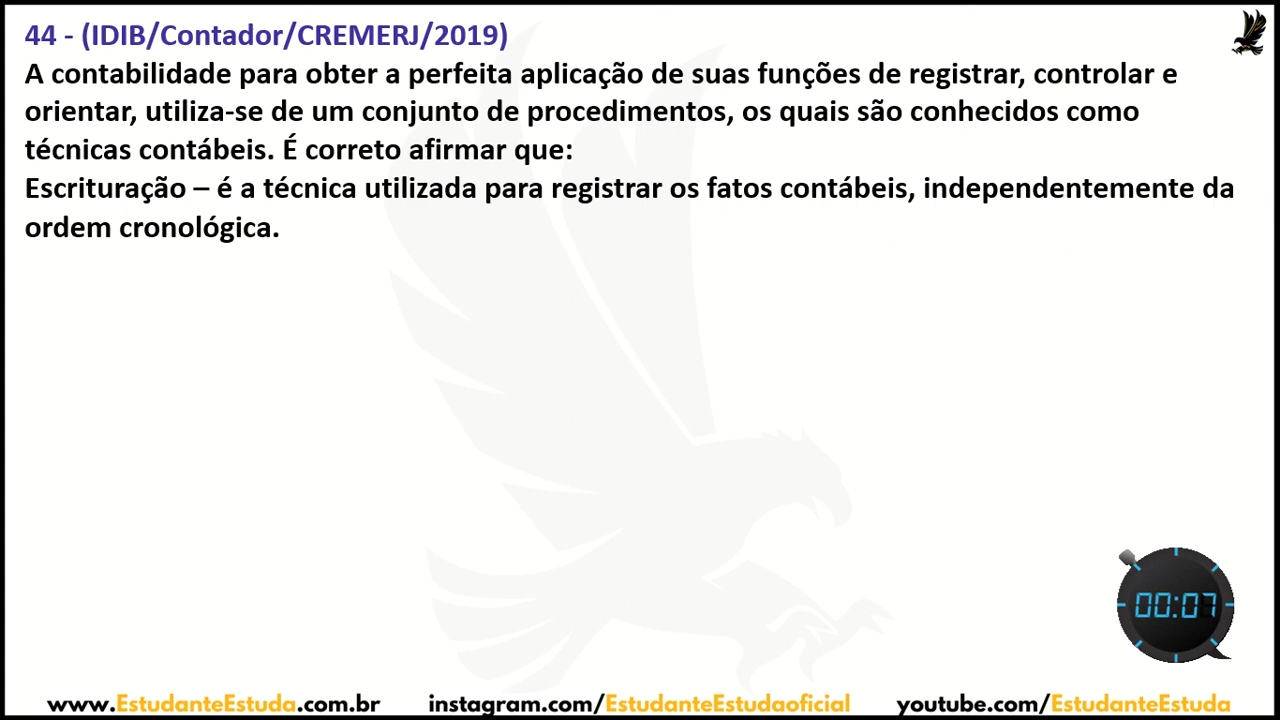 44 - (IDIB/Contador/CREMERJ/2019)
A contabilidade para obter a perfeita aplicação de suas funções de registrar, controlar e
orientar, utiliza-se de um conjunto de procedimentos, os quais são conhecidos como
técnicas contábeis. É correto afirmar que:
Escrituração – é a técnica utilizada para registrar os fatos contábeis, independentemente da
ordem cronológica.
00:07
www.EstudanteEstuda.com.br instagram.com/EstudanteEstudaoficial youtube.com/EstudanteEstuda